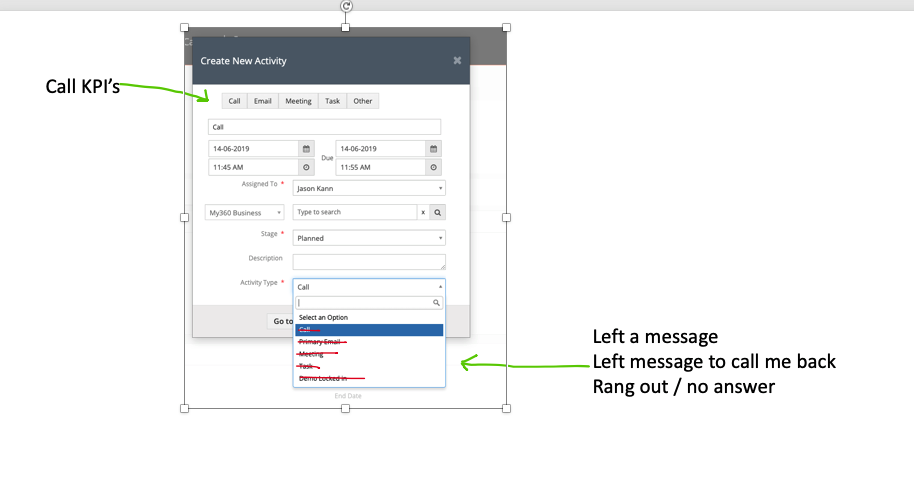 Create New Activity
Call KPI's
Call Email Meeting Task Other
Call
14-06-2019 Due 14-06-2019
11:45 AM 11:55 AM
Assigned To * Jason Kann
My360 Business Type to search x
Stage * Planned
Description
Activity Type * Call
Select an Option
Go to
Call
Primary Email
Meeting
Task
Demo Locked in
Left a message
Left message to call me back
Rang out / no answer
End Date